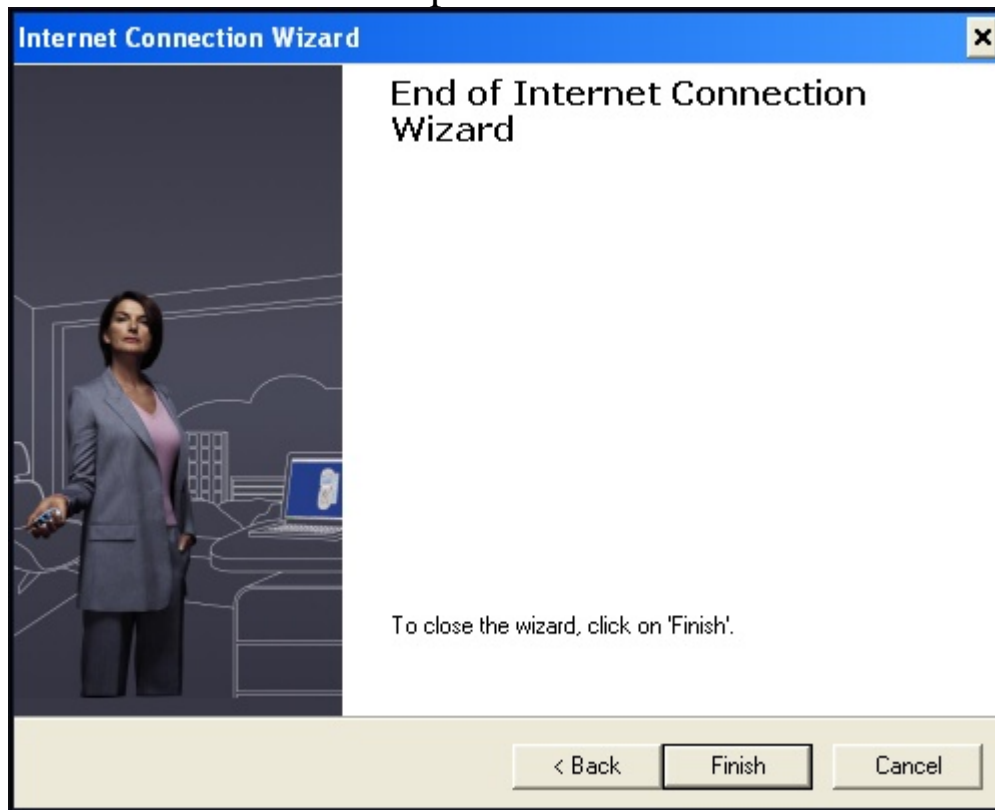 Internet Connection Wizard
End of Internet Connection
Wizard
To close the wizard, click on 'Finish'.
< Back
Finish
Cancel